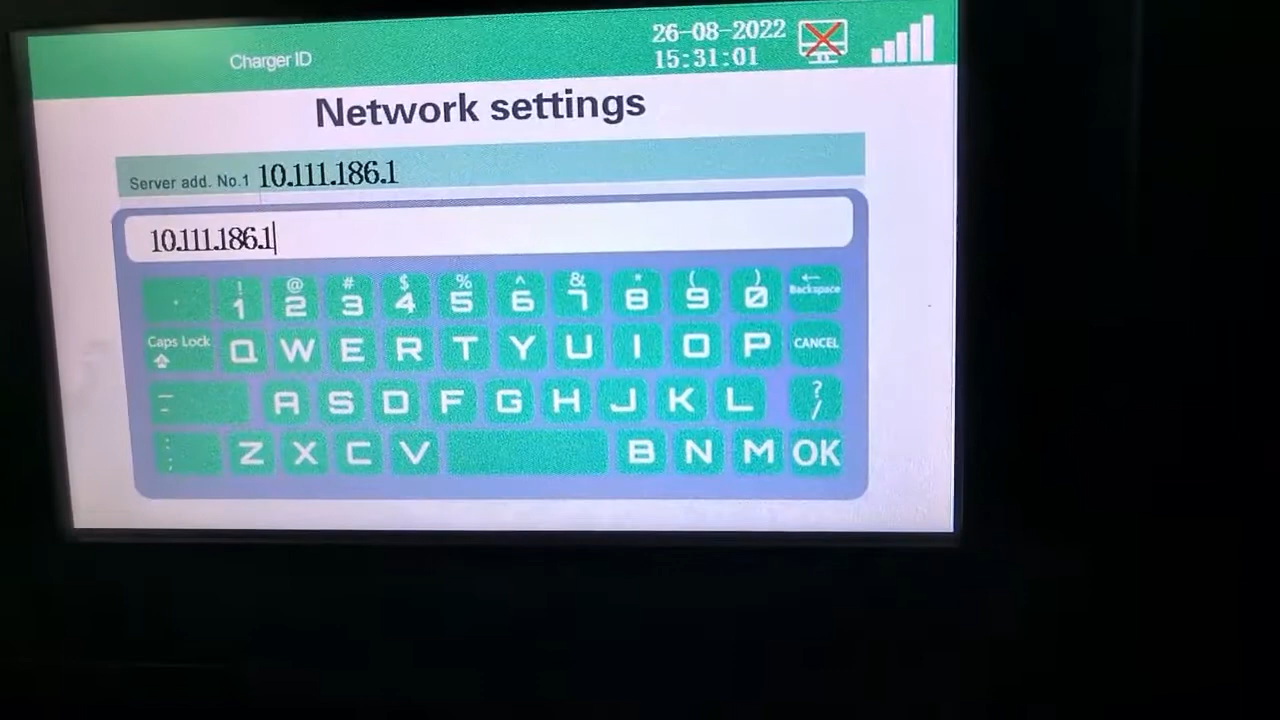 26-08-2022
Charger ID
15:31:01
Network settings
Server add. No.1 10.111.186.1
10.111.186.1
. ! 1 @ 2 # 3 $ 4 % 5 ^ 6 & 7 * 8 ( 9 ) 0 ← Backspace
Caps Lock Q W E R T Y U I O P CANCEL
A S D F G H J K L ? /
Z X C V B N M OK